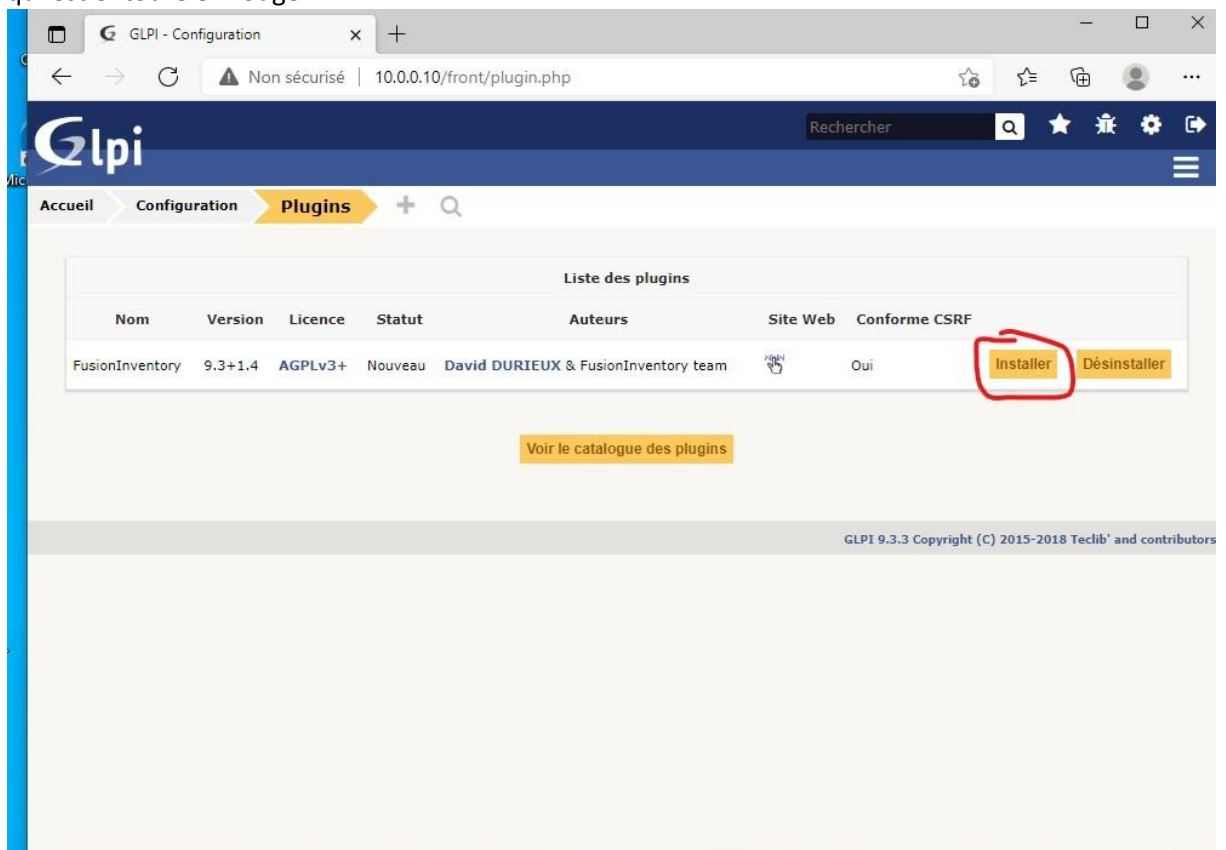 GLPI - Configuration
Non sécurisé | 10.0.0.10/front/plugin.php
Glpi
Rechercher
Accueil Configuration Plugins
Liste des plugins
Nom Version Licence Statut Auteurs Site Web Conforme CSRF
FusionInventory 9.3+1.4 AGPLv3+ Nouveau David DURIEUX & FusionInventory team Oui Installer Désinstaller
Voir le catalogue des plugins
GLPI 9.3.3 Copyright (C) 2015-2018 Teclib' and contributors